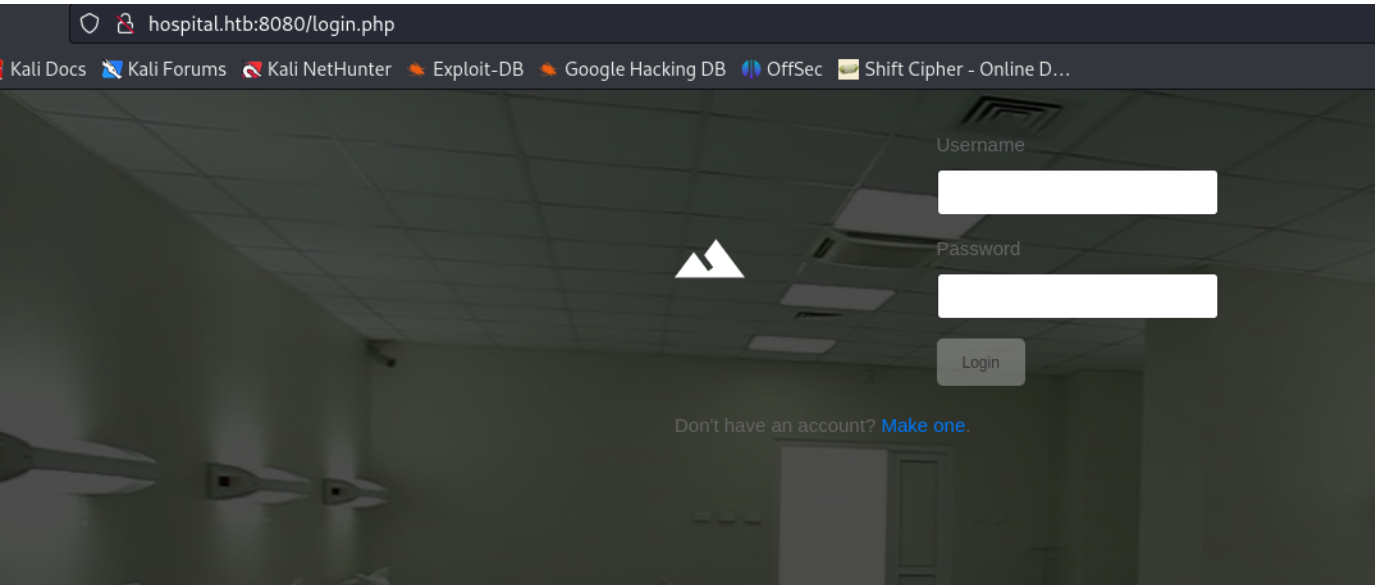 hospital.htb:8080/login.php
Kali Docs Kali Forums Kali NetHunter Exploit-DB Google Hacking DB OffSec Shift Cipher - Online D...
Username
Password
Login
Don't have an account? Make one.